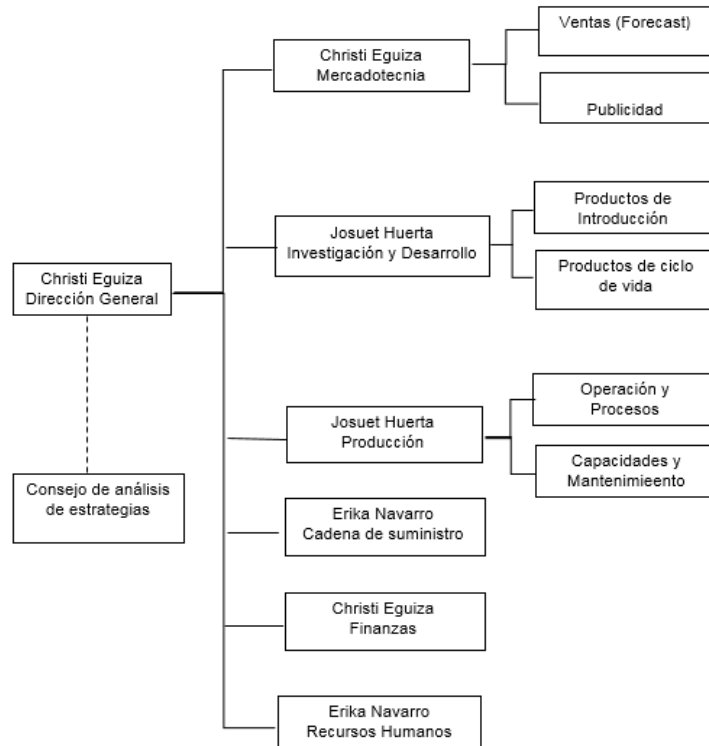 Ventas (Forecast)
Christi Eguiza
Mercadotecnia
Publicidad
Productos de
Introducción
Josuet Huerta
Investigación y Desarrollo
Productos de ciclo
de vida
Christi Eguiza
Dirección General
Operación y
Procesos
Josuet Huerta
Producción
Capacidades y
Mantenimieento
Consejo de análisis
de estrategias
Erika Navarro
Cadena de suministro
Christi Eguiza
Finanzas
Erika Navarro
Recursos Humanos